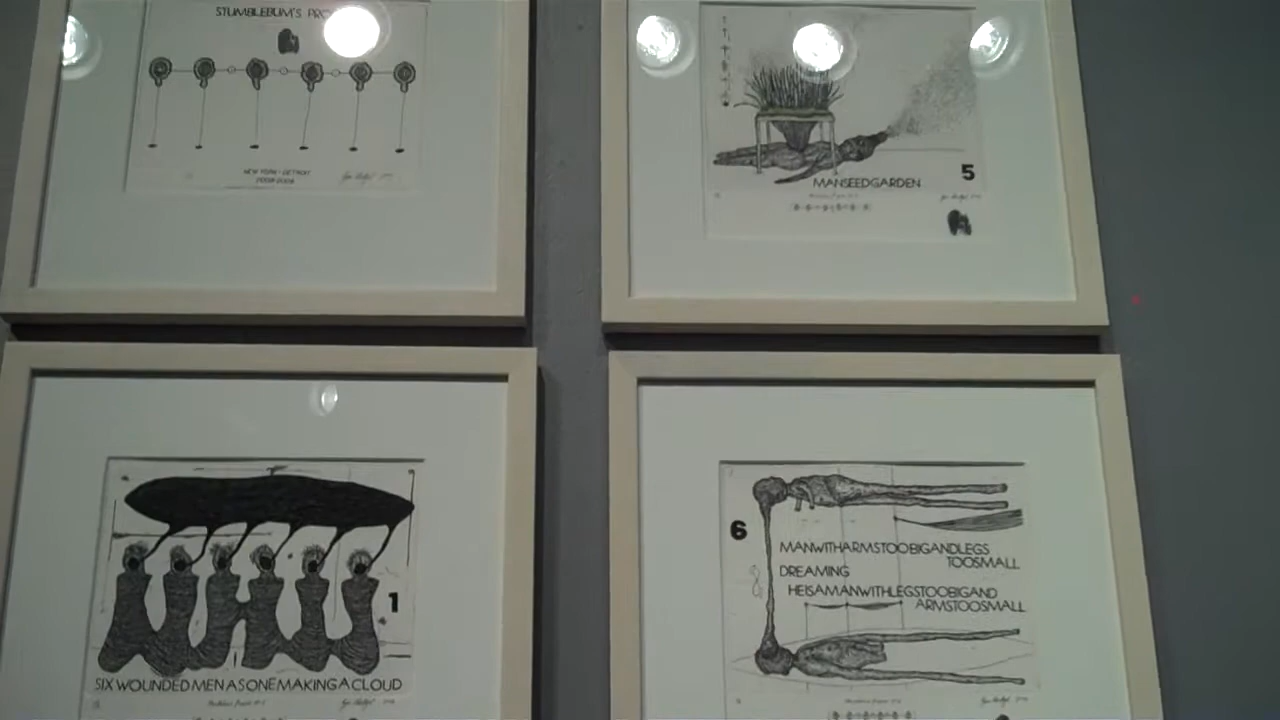 STUMBLEBUM'S
NEW YORK - DETROIT
MANSEEDGARDEN
5
1
SIX WOUNDED MEN AS ONE MAKING A CLOUD
6
MANWITHARMSTOOBIGANDLEGS
TOOSMALL
DREAMING
HEISAMANWITHLEGSTOOBIGAND
ARMSTOOSMALL